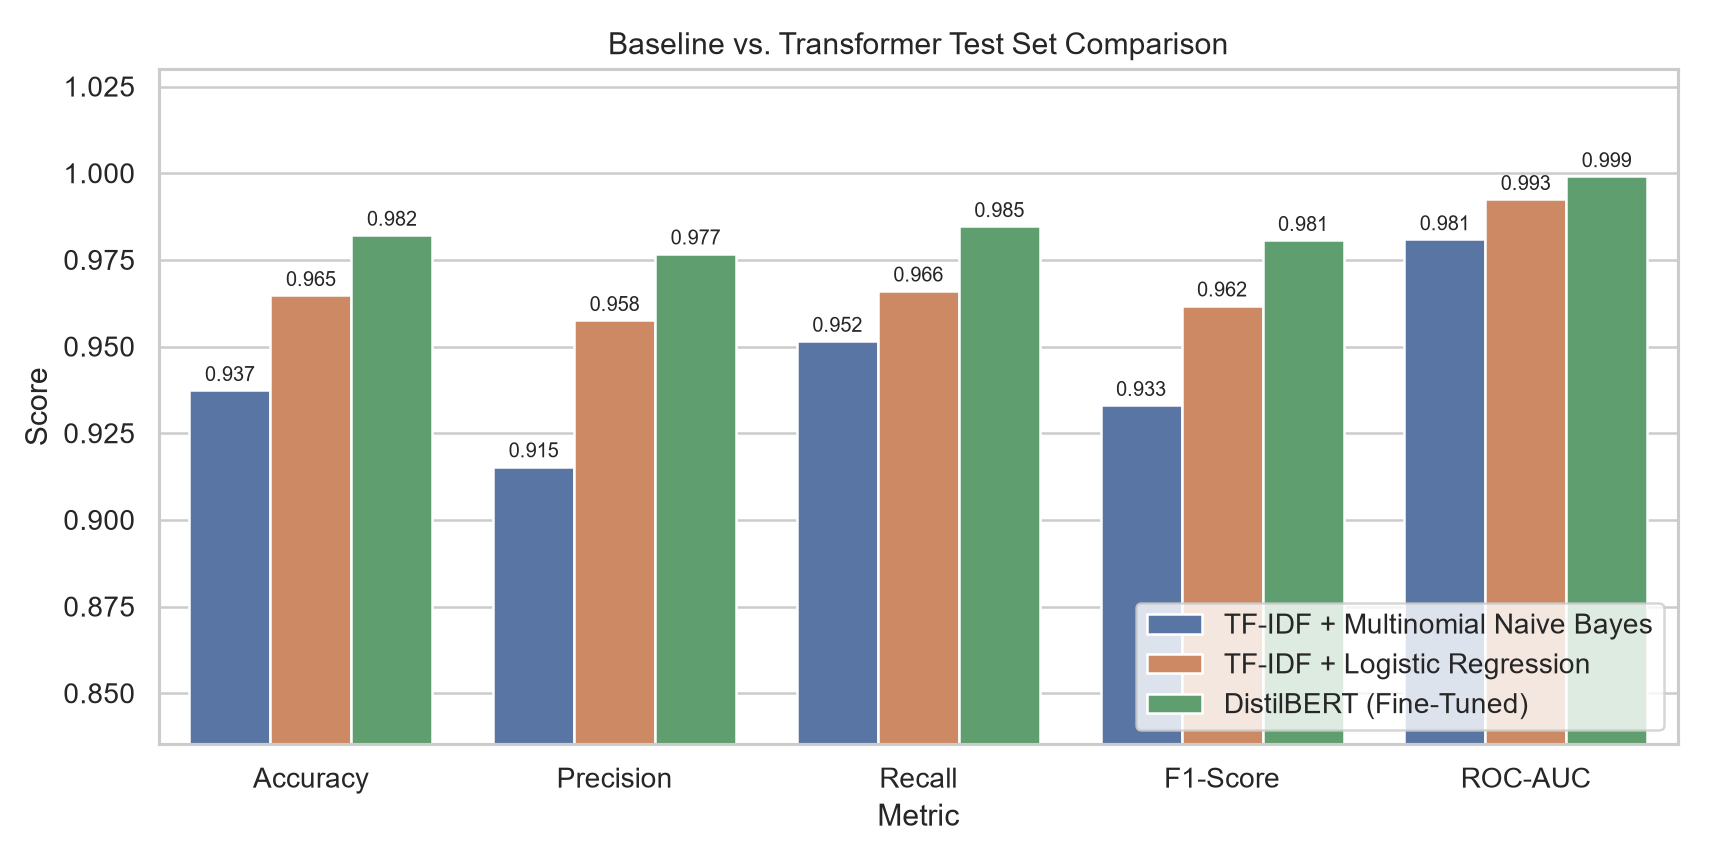 Baseline vs. Transformer Test Set Comparison
1.025
1.000
0.975
0.950
0.925
0.900
0.875
0.850
Score
0.937
0.965
0.982
0.915
0.958
0.977
0.952
0.966
0.985
0.933
0.962
0.981
0.981
0.993
0.999
TF-IDF + Multinomial Naive Bayes
TF-IDF + Logistic Regression
DistilBERT (Fine-Tuned)
Accuracy
Precision
Recall
F1-Score
ROC-AUC
Metric